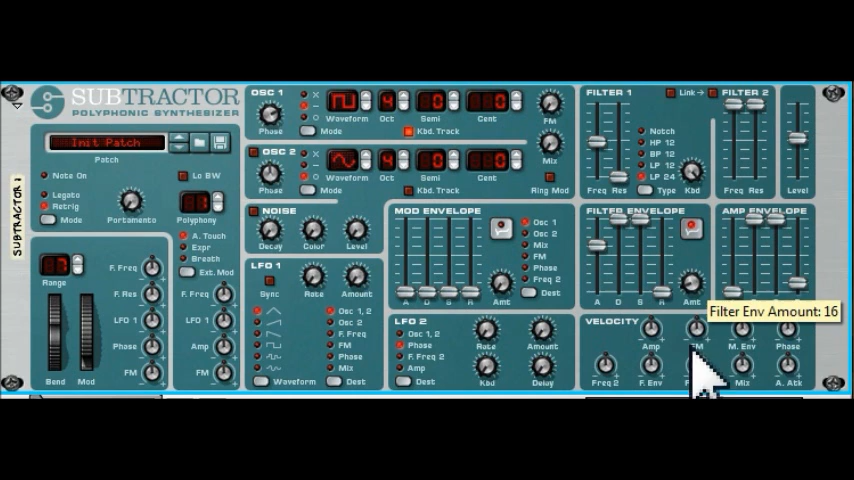 SUBTRACTOR
POLYPHONIC SYNTHESIZER
Init Patch
Patch
Note On
Lo BW
Legato
Retrig
Mode
Portamento
Polyphony
SUBTRACTOR 1
Range
Bend
Mod
F. Freq
F. Res
LFO 1
Phase
FM
A. Touch
Expr
Breath
Ext. Mod
F. Freq
LFO 1
Amp
FM
OSC 1
Phase
Mode
Waveform
Oct
4
Semi
0
Cent
0
Kbd. Track
FM
OSC 2
Phase
Mode
Waveform
Oct
4
Semi
0
Cent
0
Kbd. Track
Mix
Ring Mod
NOISE
Decay
Color
Level
LFO 1
Sync
Rate
Amount
Osc 1, 2
Osc 2
F. Freq
FM
Phase
Mix
Waveform
Dest
MOD ENVELOPE
A D S R
Amt
Osc 1
Osc 2
Mix
FM
Phase
Freq 2
Dest
LFO 2
Osc 1, 2
Phase
F. Freq 2
Amp
Dest
Rate
Amount
Kbd
Delay
FILTER 1
Link
FILTER 2
Freq Res
Notch
HP 12
BP 12
LP 12
LP 24
Type
Kbd
Freq Res
Level
FILTER ENVELOPE
A D S R
Amt
AMP ENVELOPE
Filter Env Amount: 16
VELOCITY
Amp
FM
M. Env
Phase
Freq 2
F. Env
Mix
A. Atk